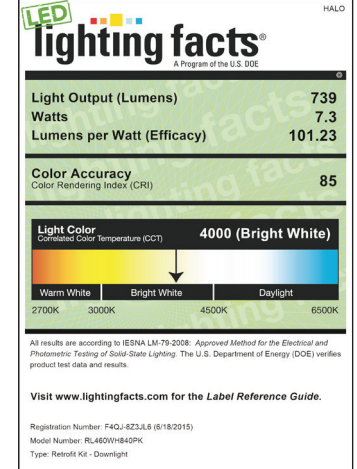 HALO
LED
lighting facts®
A Program of the U.S. DOE
Light Output (Lumens) 739
Watts 7.3
Lumens per Watt (Efficacy) 101.23
Color Accuracy
Color Rendering Index (CRI) 85
Light Color
Correlated Color Temperature (CCT) 4000 (Bright White)
Warm White Bright White Daylight
2700K 3000K 4500K 6500K
All results are according to IESNA LM-79-2008: Approved Method for the Electrical and
Photometric Testing of Solid-State Lighting. The U.S. Department of Energy (DOE) verifies
product test data and results.
Visit www.lightingfacts.com for the Label Reference Guide.
Registration Number: F4QJ-8Z3JL6 (6/18/2015)
Model Number: RL460WH840PK
Type: Retrofit Kit - Downlight